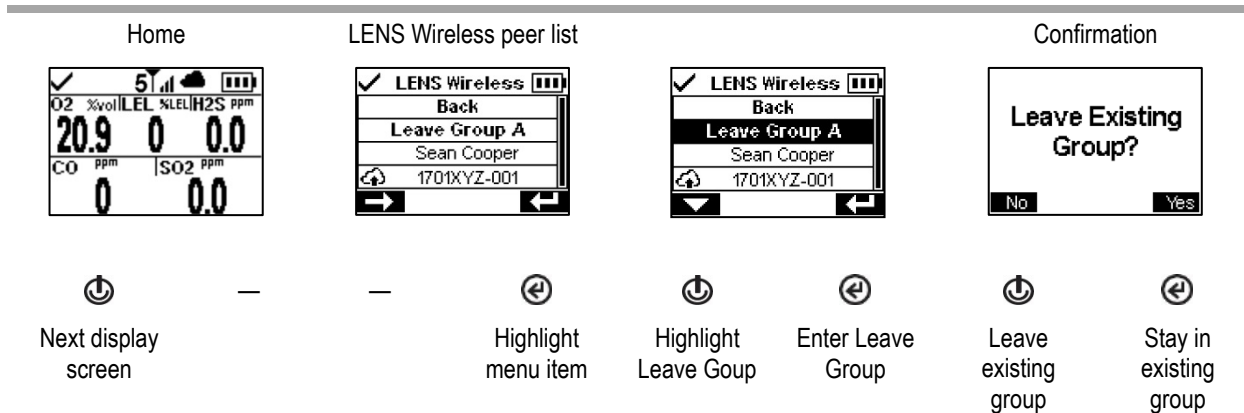 Home
LENS Wireless peer list
Confirmation
5
O2 %vol LEL %LEL H2S ppm
20.9 0 0.0
CO ppm SO2 ppm
0 0.0
LENS Wireless
Back
Leave Group A
Sean Cooper
1701XYZ-001
LENS Wireless
Back
Leave Group A
Sean Cooper
1701XYZ-001
Leave Existing
Group?
No Yes
— —
Next display
screen
Highlight
menu item
Highlight
Leave Goup
Enter Leave
Group
Leave
existing
group
Stay in
existing
group